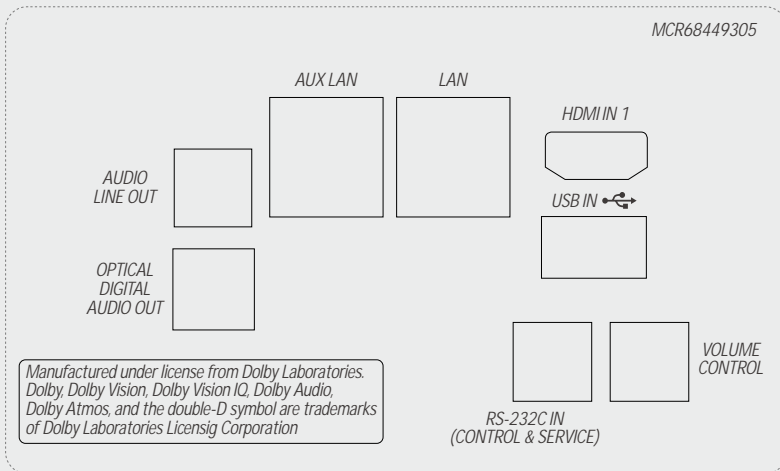 MCR68449305
AUX LAN
LAN
HDMI IN 1
AUDIO
LINE OUT
USB IN
OPTICAL
DIGITAL
AUDIO OUT
VOLUME
CONTROL
Manufactured under license from Dolby Laboratories.
Dolby, Dolby Vision, Dolby Vision IQ, Dolby Audio,
Dolby Atmos, and the double-D symbol are trademarks
of Dolby Laboratories Licensig Corporation
RS-232C IN
(CONTROL & SERVICE)